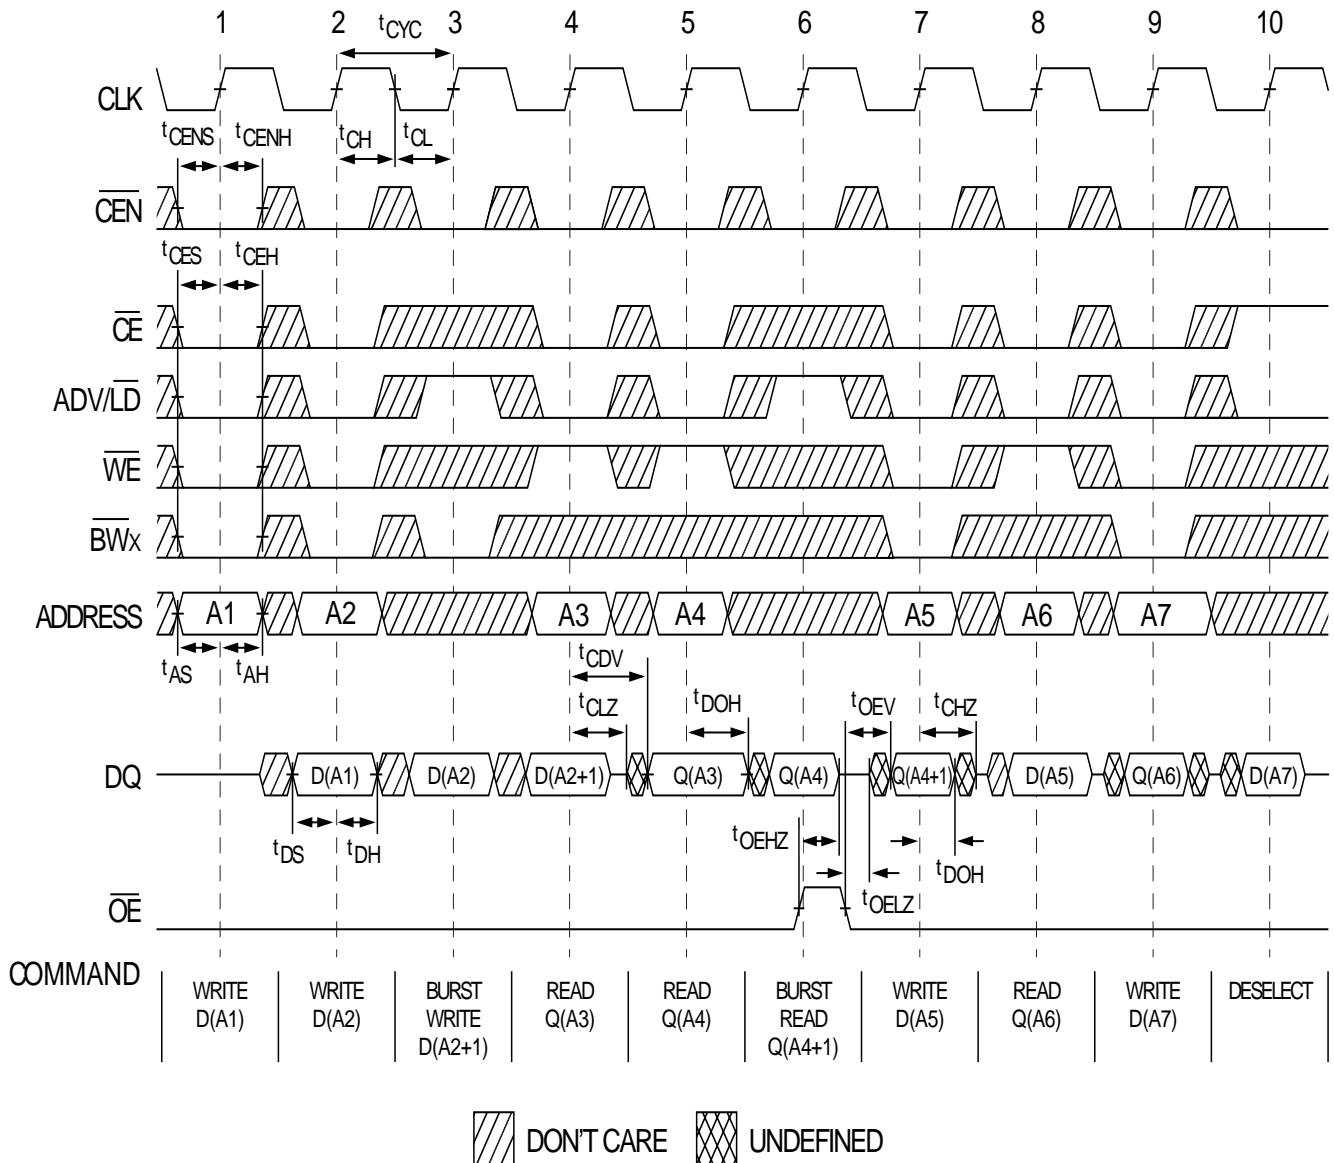 1 2 tCYC 3 4 5 6 7 8 9 10
CLK
tCENS tCENH tCH tCL
CEN
tCES tCEH
CE
ADV/LD
WE
BWx
ADDRESS A1 A2 A3 A4 A5 A6 A7
tAS tAH tCDV
tCLZ tDOH tOEV tCHZ
DQ D(A1) D(A2) D(A2+1) Q(A3) Q(A4) Q(A4+1) D(A5) Q(A6) D(A7)
tDS tDH tOEHZ tDOH
tOELZ
OE
COMMAND
WRITE WRITE BURST READ READ BURST WRITE READ WRITE DESELECT
D(A1) D(A2) WRITE Q(A3) Q(A4) READ D(A5) Q(A6) D(A7)
D(A2+1) Q(A4+1)
DON'T CARE UNDEFINED